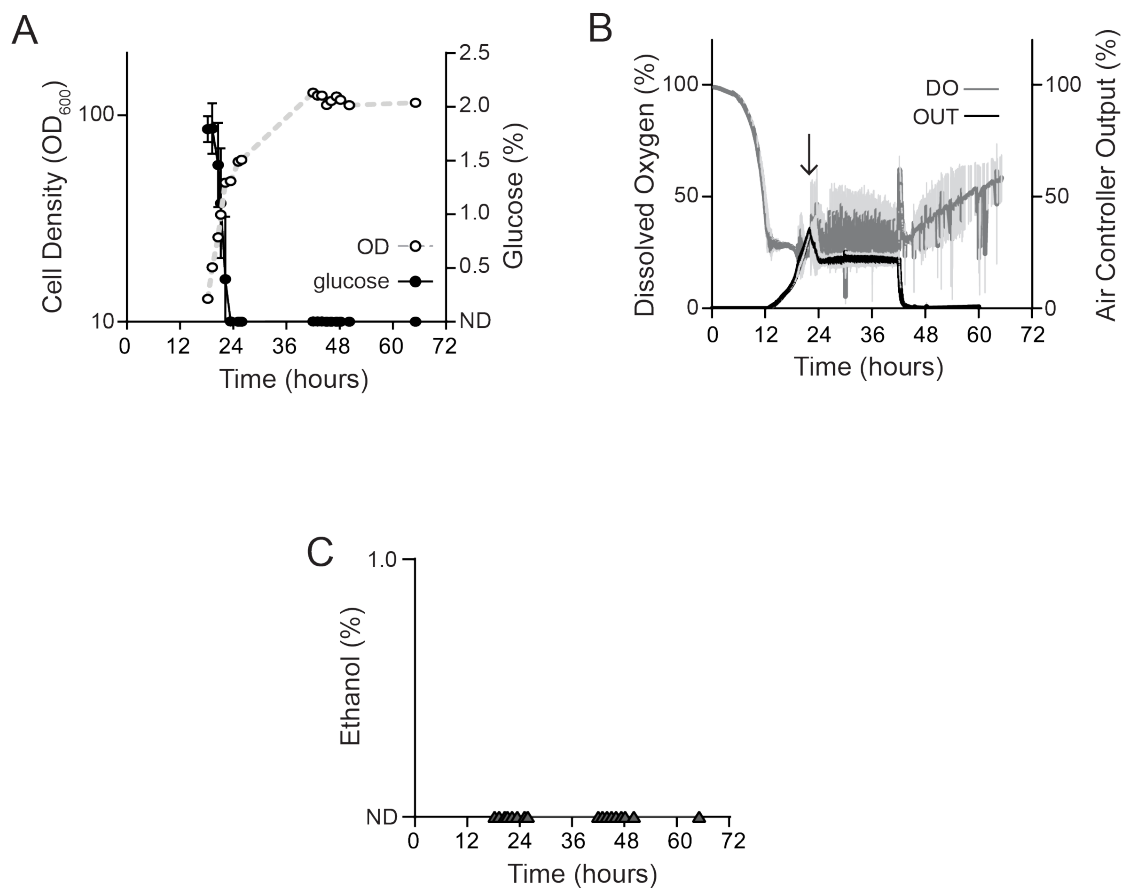 A
Cell Density (OD600)
100
10
2.5
2.0
1.5
1.0
0.5
ND
Glucose (%)
OD
glucose
0 12 24 36 48 60 72
Time (hours)
B
Dissolved Oxygen (%)
100
50
0
DO
OUT
100
50
0
Air Controller Output (%)
0 12 24 36 48 60 72
Time (hours)
C
Ethanol (%)
1.0
ND
0 12 24 36 48 60 72
Time (hours)